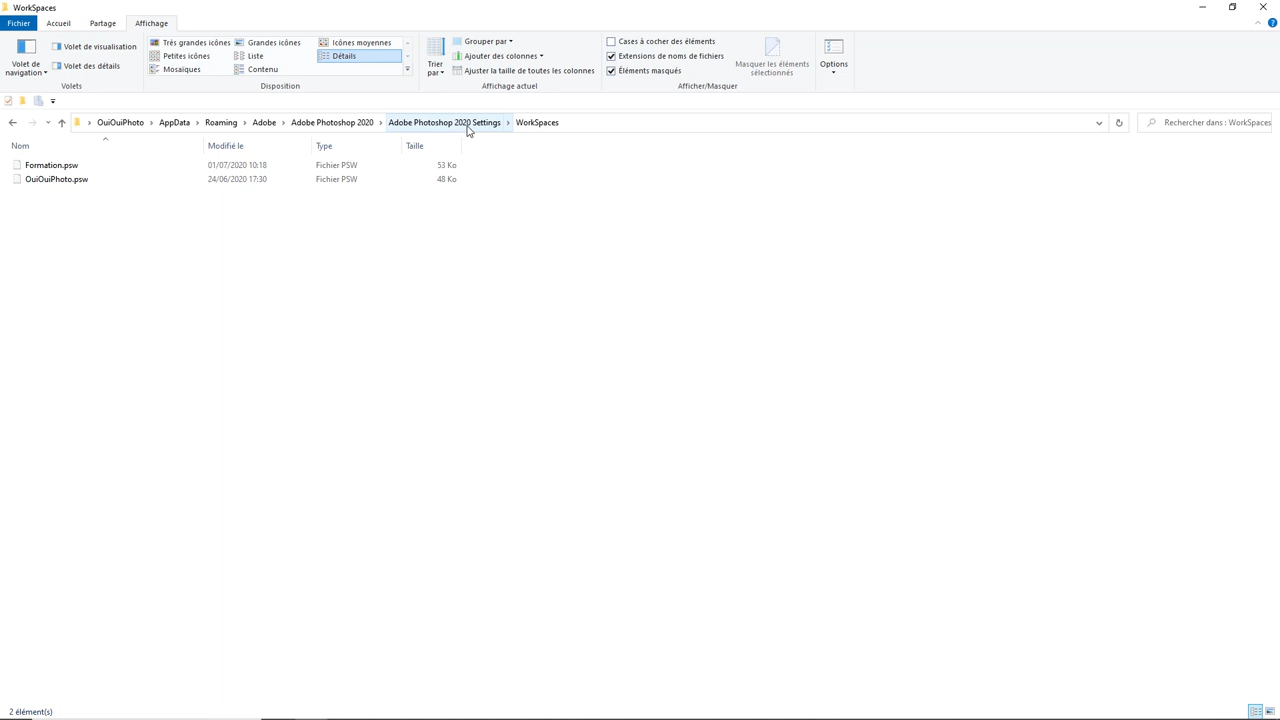 WorkSpaces
Fichier Accueil Partage Affichage
Volet de navigation
Volet de visualisation
Volet des détails
Volets
Très grandes icônes Grandes icônes Icônes moyennes
Petites icônes Liste Détails
Mosaïques Contenu
Disposition
Trier par
Grouper par
Ajouter des colonnes
Ajuster la taille de toutes les colonnes
Affichage actuel
Cases à cocher des éléments
Extensions de noms de fichiers
Éléments masqués
Masquer les éléments sélectionnés
Afficher/Masquer
Options
OuiOuiPhoto > AppData > Roaming > Adobe > Adobe Photoshop 2020 > Adobe Photoshop 2020 Settings > WorkSpaces
Rechercher dans : WorkSpaces
Nom Modifié le Type Taille
Formation.psw 01/07/2020 10:18 Fichier PSW 53 Ko
OuiOuiPhoto.psw 24/06/2020 17:30 Fichier PSW 48 Ko
2 élément(s)